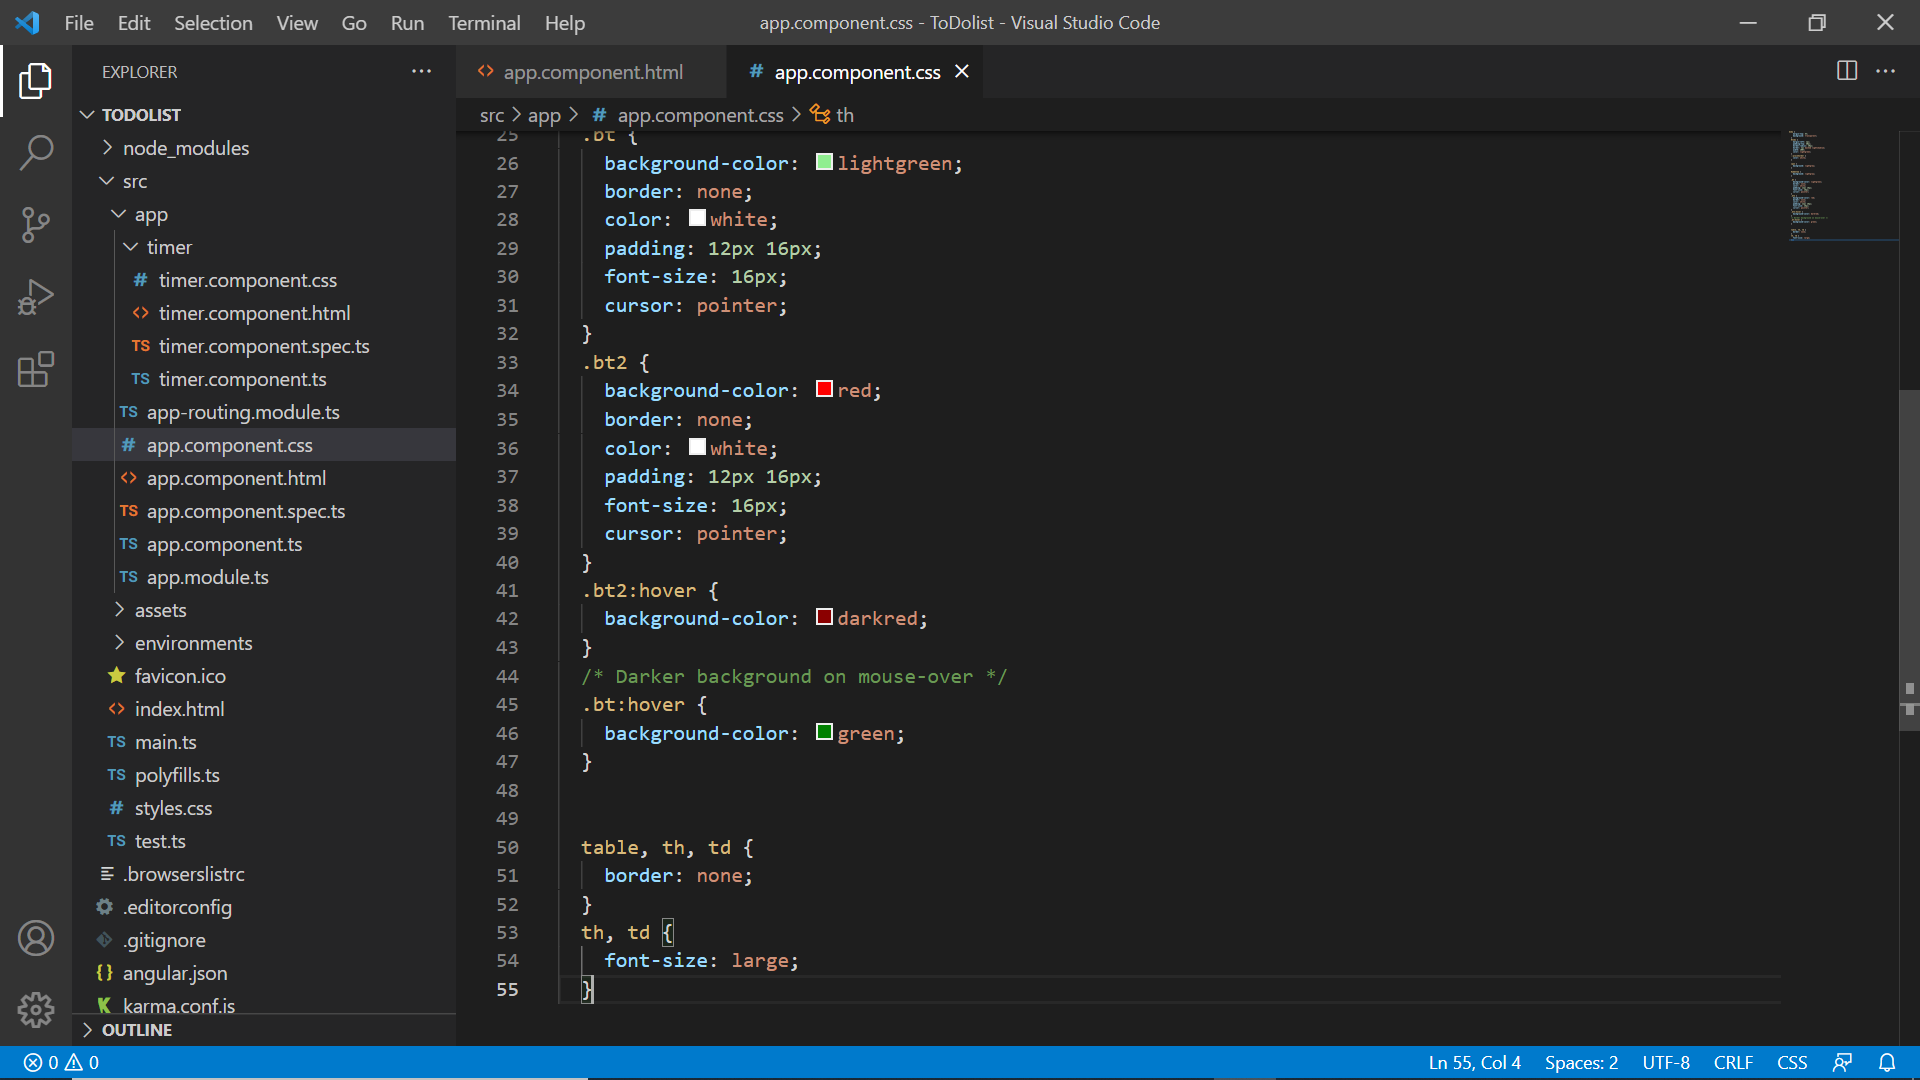 File Edit Selection View Go Run Terminal Help
app.component.css - ToDolist - Visual Studio Code
EXPLORER
TODOLIST
node_modules
src
app
timer
# timer.component.css
<> timer.component.html
TS timer.component.spec.ts
TS timer.component.ts
TS app-routing.module.ts
# app.component.css
<> app.component.html
TS app.component.spec.ts
TS app.component.ts
TS app.module.ts
assets
environments
favicon.ico
<> index.html
TS main.ts
TS polyfills.ts
# styles.css
TS test.ts
.browserslistrc
.editorconfig
.gitignore
{} angular.json
karma.conf.js
OUTLINE
<> app.component.html
# app.component.css
src > app > # app.component.css > th
25 .bt {
26 background-color: lightgreen;
27 border: none;
28 color: white;
29 padding: 12px 16px;
30 font-size: 16px;
31 cursor: pointer;
32 }
33 .bt2 {
34 background-color: red;
35 border: none;
36 color: white;
37 padding: 12px 16px;
38 font-size: 16px;
39 cursor: pointer;
40 }
41 .bt2:hover {
42 background-color: darkred;
43 }
44 /* Darker background on mouse-over */
45 .bt:hover {
46 background-color: green;
47 }
48
49
50 table, th, td {
51 border: none;
52 }
53 th, td {
54 font-size: large;
55 }
0 0
Ln 55, Col 4 Spaces: 2 UTF-8 CRLF CSS